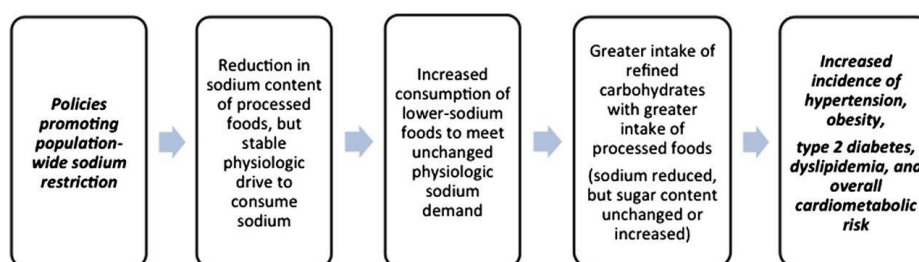 Policies
promoting
population-
wide sodium
restriction
Reduction in
sodium content
of processed
foods, but
stable
physiologic
drive to
consume
sodium
Increased
consumption of
lower-sodium
foods to meet
unchanged
physiologic
sodium
demand
Greater intake of
refined
carbohydrates
with greater
intake of
processed foods
(sodium reduced,
but sugar content
unchanged or
increased)
Increased
incidence of
hypertension,
obesity,
type 2 diabetes,
dyslipidemia, and
overall
cardiometabolic
risk